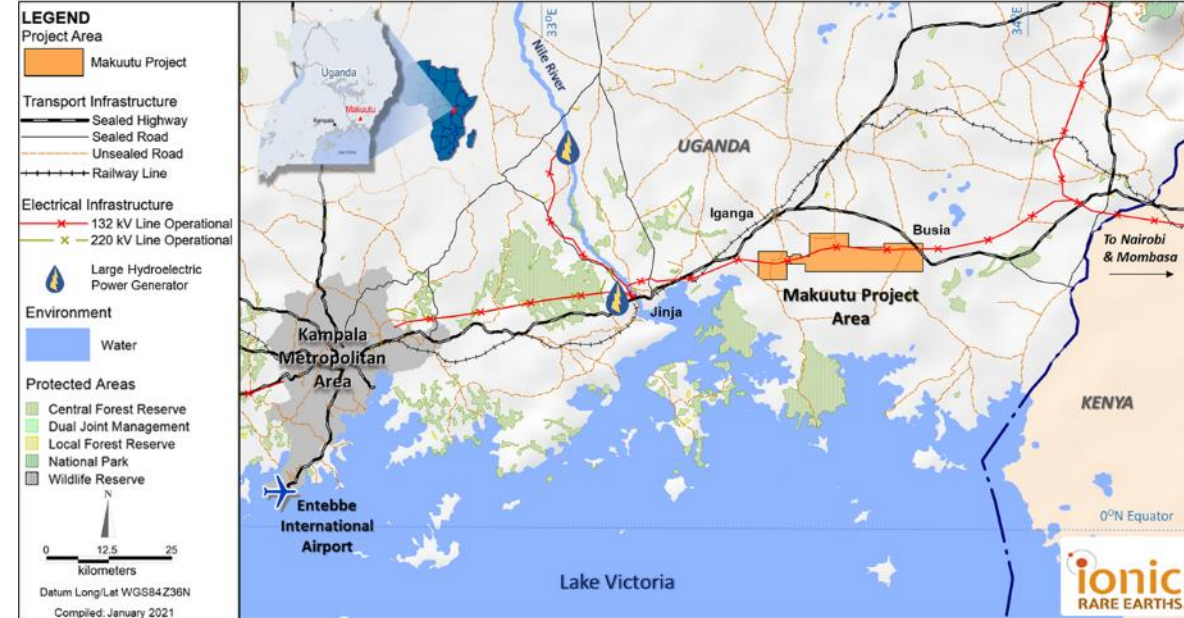 LEGEND
Project Area
Makuutu Project
Transport Infrastructure
Sealed Highway
Sealed Road
Unsealed Road
Railway Line
Electrical Infrastructure
132 kV Line Operational
220 kV Line Operational
Large Hydroelectric
Power Generator
Environment
Water
Protected Areas
Central Forest Reserve
Dual Joint Management
Local Forest Reserve
National Park
Wildlife Reserve
N
0 12.5 25
kilometers
Datum Long/Lat WGS84 Z36N
Compiled: January 2021
Uganda
Makuutu
Kampala
33°E
34°E
Nile River
UGANDA
Iganga
Busia
To Nairobi
& Mombasa
Makuutu Project
Area
Jinja
Kampala
Metropolitan
Area
KENYA
Entebbe
International
Airport
0°N Equator
Lake Victoria
ionic
RARE EARTHS